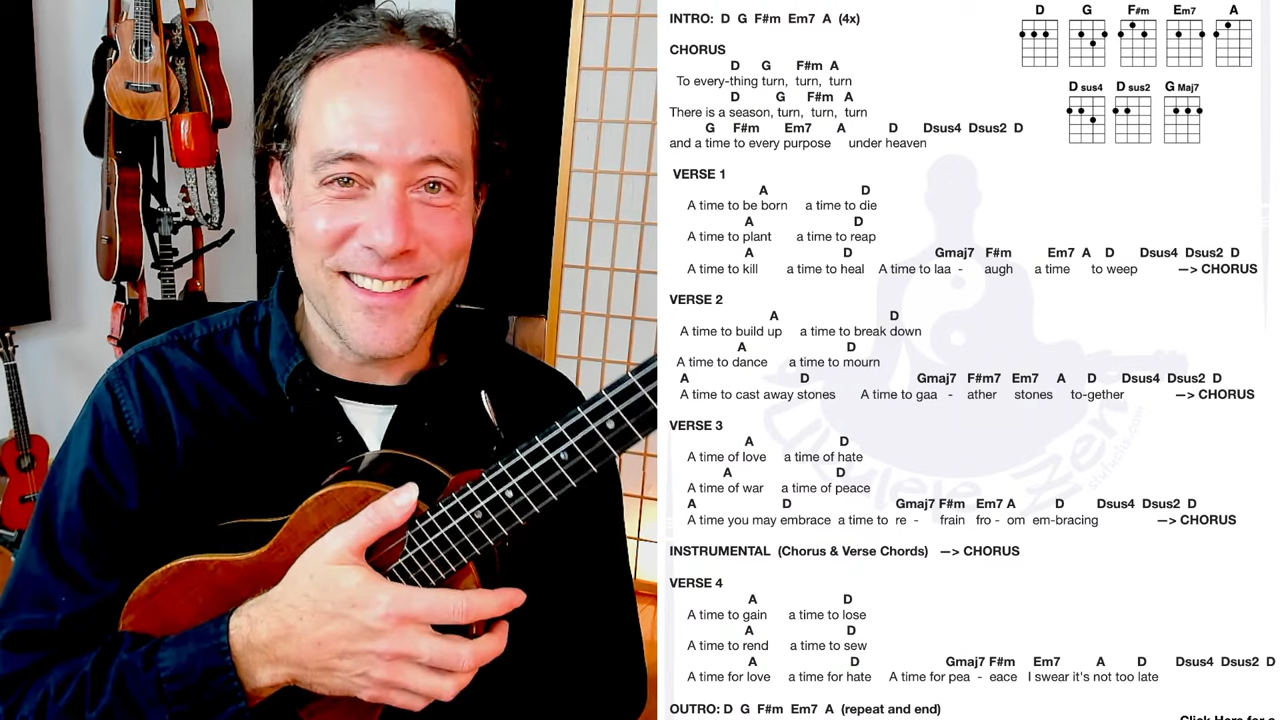 INTRO: D G F#m Em7 A (4x)
D G F#m Em7 A
CHORUS
D G F#m A
To every-thing turn, turn, turn
D G F#m A
There is a season, turn, turn, turn
D sus4 D sus2 G Maj7
G F#m Em7 A D Dsus4 Dsus2 D
and a time to every purpose under heaven
VERSE 1
A D
A time to be born a time to die
A D
A time to plant a time to reap
A D Gmaj7 F#m Em7 A D Dsus4 Dsus2 D
A time to kill a time to heal A time to laa - augh a time to weep —> CHORUS
VERSE 2
A D
A time to build up a time to break down
A D
A time to dance a time to mourn
A D Gmaj7 F#m7 Em7 A D Dsus4 Dsus2 D
A time to cast away stones A time to gaa - ather stones to-gether —> CHORUS
VERSE 3
A D
A time of love a time of hate
A D
A time of war a time of peace
A D Gmaj7 F#m Em7 A D Dsus4 Dsus2 D
A time you may embrace a time to re - frain fro - om em-bracing —> CHORUS
Ukulele Zen
INSTRUMENTAL (Chorus & Verse Chords) —> CHORUS
VERSE 4
A D
A time to gain a time to lose
A D
A time to rend a time to sew
A D Gmaj7 F#m Em7 A D Dsus4 Dsus2 D
A time for love a time for hate A time for pea - eace I swear it's not too late
OUTRO: D G F#m Em7 A (repeat and end)
Click Here for